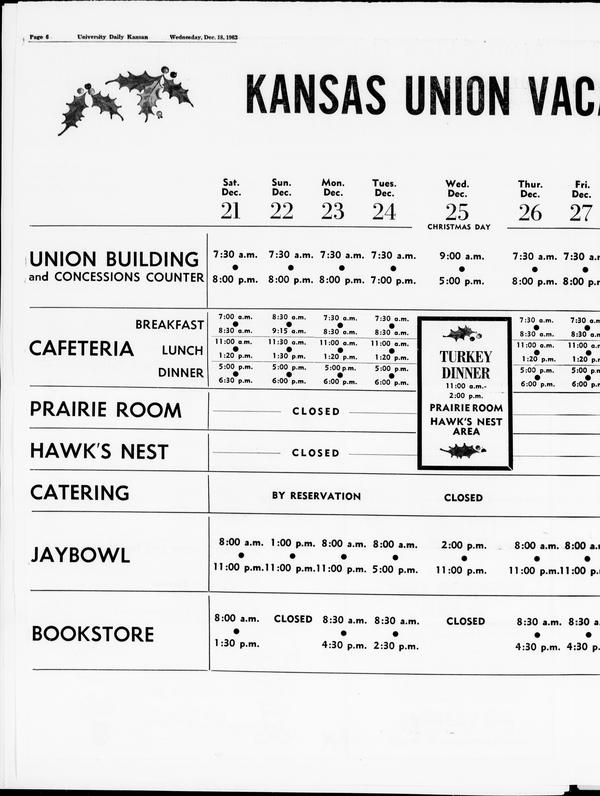 Page 6 University Daily Kansan Wednesday, Dec. 18, 1963
KANSAS UNION VACA
Sat. Sun. Mon. Tues. Wed. Thur. Fri.
Dec. Dec. Dec. Dec. Dec. Dec. Dec.
21 22 23 24 25 26 27
CHRISTMAS DAY
UNION BUILDING 7:30 a.m. 7:30 a.m. 7:30 a.m. 7:30 a.m. 9:00 a.m. 7:30 a.m. 7:30 a.m
and CONCESSIONS COUNTER 8:00 p.m. 8:00 p.m. 8:00 p.m. 7:00 p.m. 5:00 p.m. 8:00 p.m. 8:00 p.m
CAFETERIA
BREAKFAST 7:00 a.m. 8:30 a.m. 7:30 a.m. 7:30 a.m. 7:30 a.m. 7:30 a.m
8:30 a.m. 9:15 a.m. 8:30 a.m. 8:30 a.m. 8:30 a.m. 8:30 a.m
LUNCH 11:00 a.m. 11:30 a.m. 11:00 a.m. 11:00 a.m. 11:00 a.m. 11:00 a.m
1:20 p.m. 1:30 p.m. 1:20 p.m. 1:20 p.m. 1:20 p.m. 1:20 p.m
DINNER 5:00 p.m. 5:00 p.m. 5:00 p.m. 5:00 p.m. 5:00 p.m. 5:00 p.m
6:30 p.m. 6:00 p.m. 6:00 p.m. 6:00 p.m. 6:00 p.m. 6:00 p.m
TURKEY
DINNER
11:00 a.m.-
2:00 p.m.
PRAIRIE ROOM
HAWK'S NEST
AREA
PRAIRIE ROOM CLOSED
HAWK'S NEST CLOSED
CATERING BY RESERVATION CLOSED
JAYBOWL 8:00 a.m. 1:00 p.m. 8:00 a.m. 8:00 a.m. 2:00 p.m. 8:00 a.m. 8:00 a.m
11:00 p.m. 11:00 p.m. 11:00 p.m. 5:00 p.m. 11:00 p.m. 11:00 p.m. 11:00 p.m
BOOKSTORE 8:00 a.m. CLOSED 8:30 a.m. 8:30 a.m. CLOSED 8:30 a.m. 8:30 a.
1:30 p.m. 4:30 p.m. 2:30 p.m. 4:30 p.m. 4:30 p.